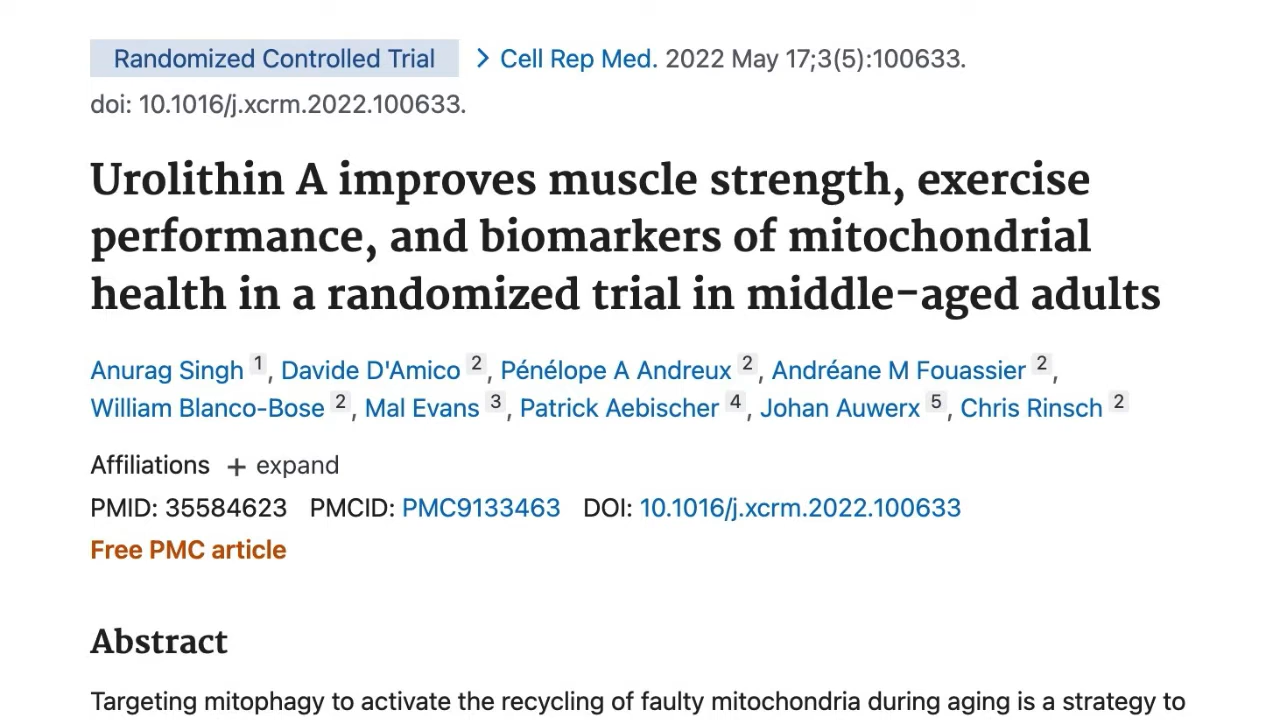 Randomized Controlled Trial > Cell Rep Med. 2022 May 17;3(5):100633.
doi: 10.1016/j.xcrm.2022.100633.
Urolithin A improves muscle strength, exercise
performance, and biomarkers of mitochondrial
health in a randomized trial in middle-aged adults
Anurag Singh 1, Davide D'Amico 2, Pénélope A Andreux 2, Andréane M Fouassier 2,
William Blanco-Bose 2, Mal Evans 3, Patrick Aebischer 4, Johan Auwerx 5, Chris Rinsch 2
Affiliations + expand
PMID: 35584623 PMCID: PMC9133463 DOI: 10.1016/j.xcrm.2022.100633
Free PMC article
Abstract
Targeting mitophagy to activate the recycling of faulty mitochondria during aging is a strategy to